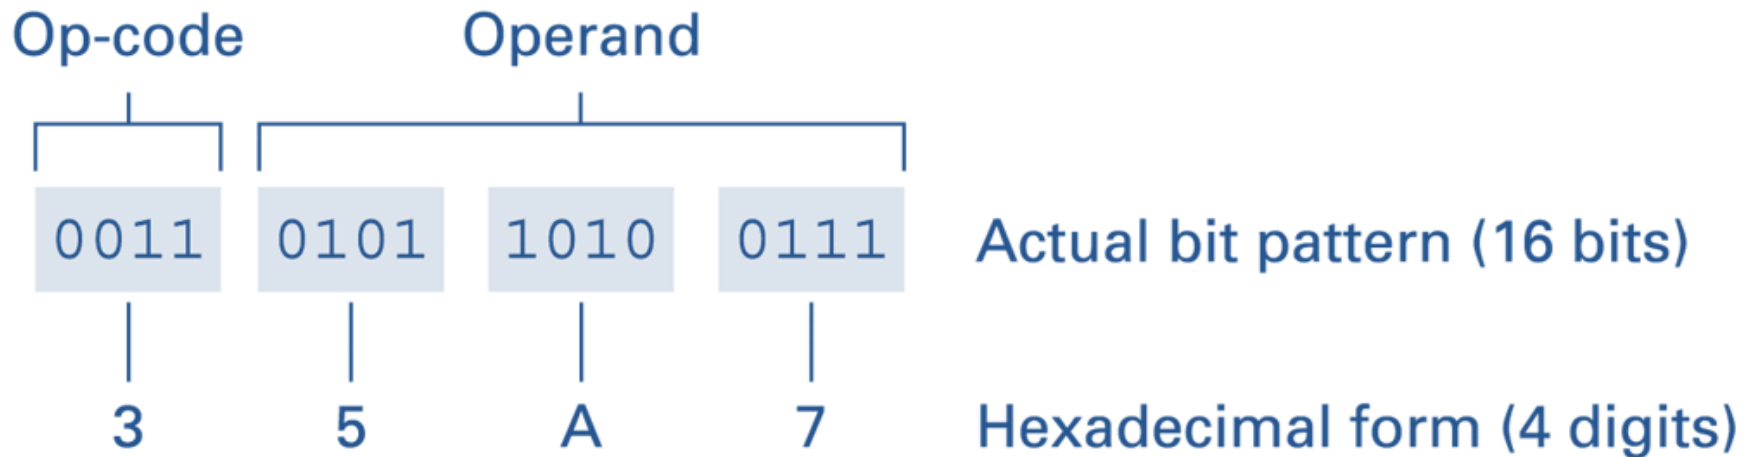 Op-code Operand
0011 0101 1010 0111 Actual bit pattern (16 bits)
3 5 A 7 Hexadecimal form (4 digits)